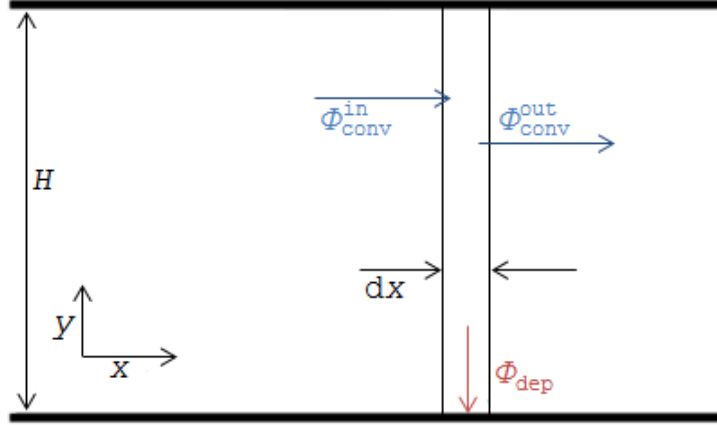 Φ_conv^in
Φ_conv^out
H
dx
y
x
Φ_dep